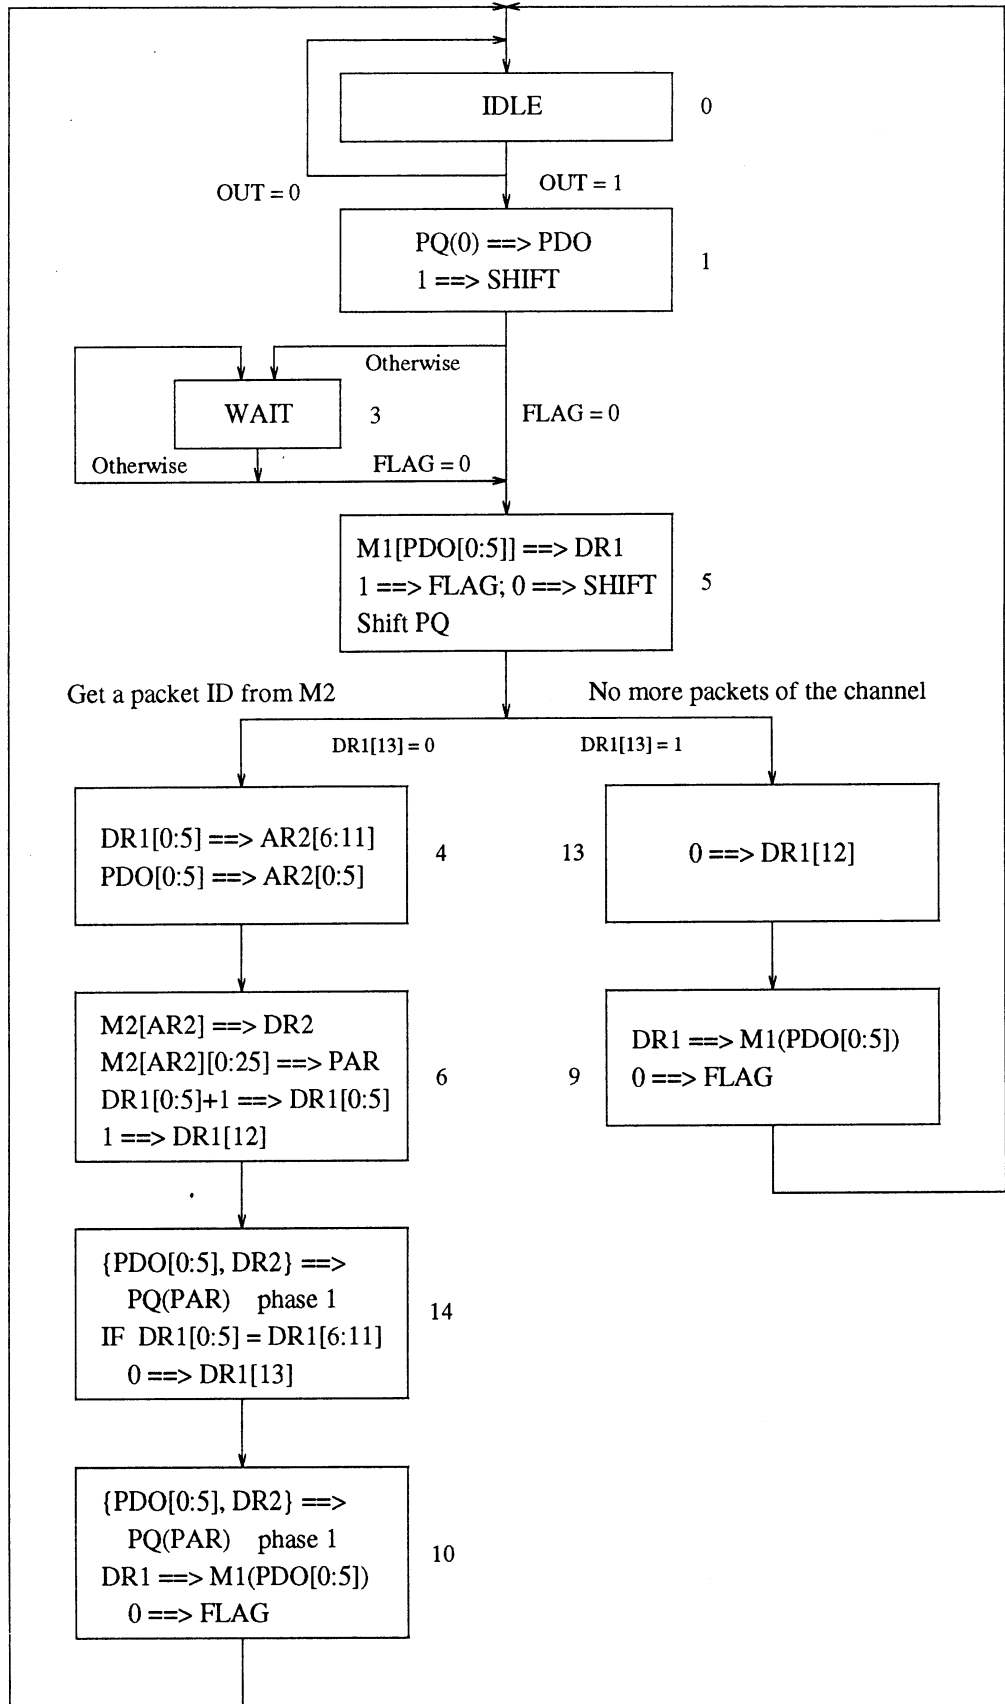 IDLE
0
OUT = 0
OUT = 1
PQ(0) ==> PDO
1 ==> SHIFT
1
Otherwise
WAIT
3
FLAG = 0
Otherwise
FLAG = 0
M1[PDO[0:5]] ==> DR1
1 ==> FLAG; 0 ==> SHIFT
Shift PQ
5
Get a packet ID from M2
No more packets of the channel
DR1[13] = 0
DR1[13] = 1
DR1[0:5] ==> AR2[6:11]
PDO[0:5] ==> AR2[0:5]
4
13
0 ==> DR1[12]
M2[AR2] ==> DR2
M2[AR2][0:25] ==> PAR
DR1[0:5]+1 ==> DR1[0:5]
1 ==> DR1[12]
6
9
DR1 ==> M1(PDO[0:5])
0 ==> FLAG
{PDO[0:5], DR2} ==>
PQ(PAR) phase 1
IF DR1[0:5] = DR1[6:11]
0 ==> DR1[13]
14
{PDO[0:5], DR2} ==>
PQ(PAR) phase 1
DR1 ==> M1(PDO[0:5])
0 ==> FLAG
10